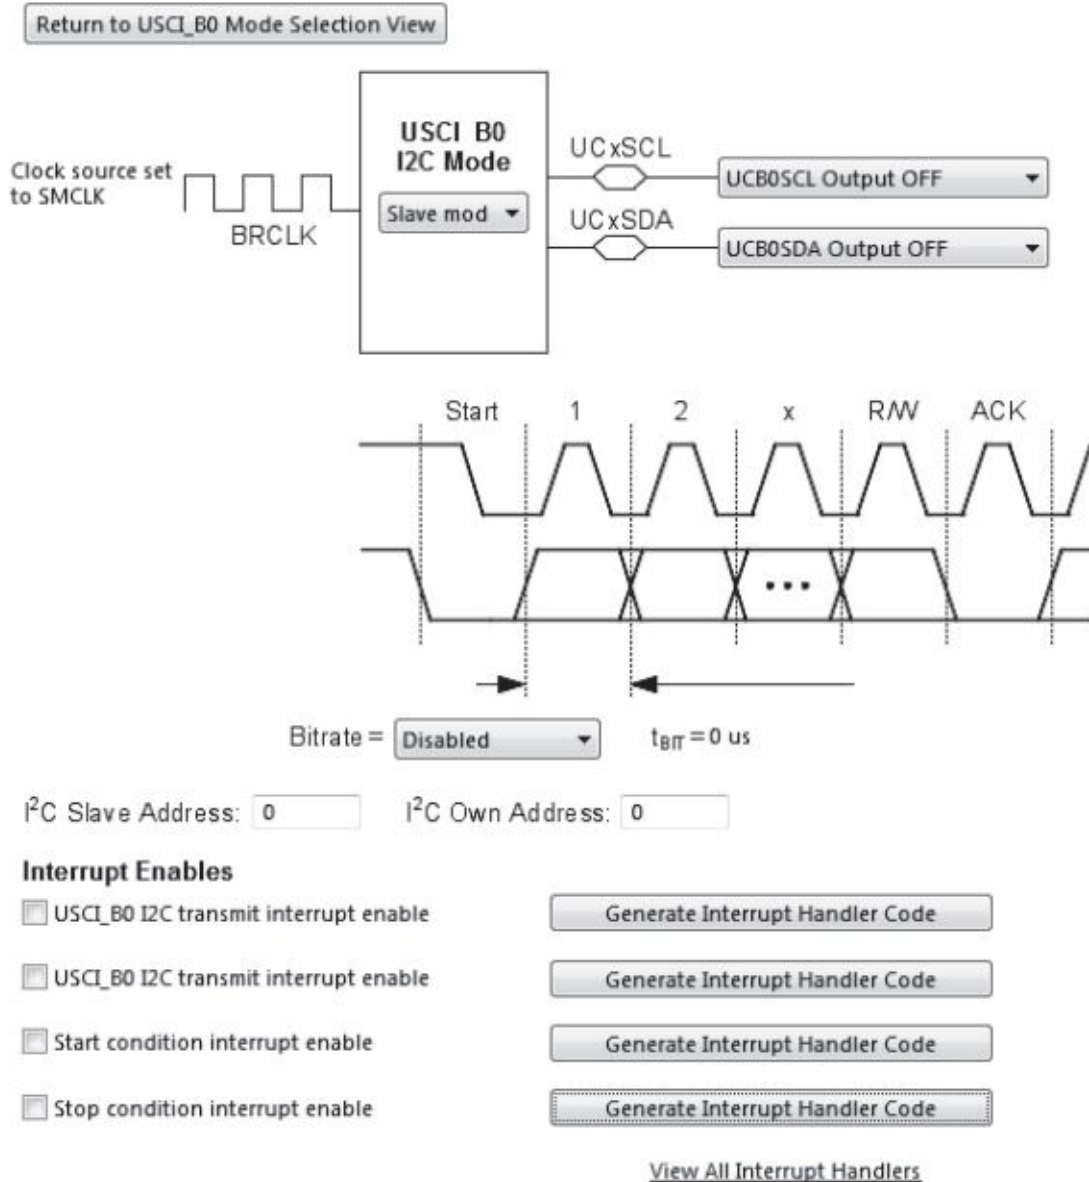 Return to USCI_B0 Mode Selection View
USCI B0
I2C Mode
Slave mod
Clock source set
to SMCLK
BRCLK
UCxSCL
UCB0SCL Output OFF
UCxSDA
UCB0SDA Output OFF
Start 1 2 x R/W ACK
Bitrate = Disabled tBIT = 0 us
I²C Slave Address: 0 I²C Own Address: 0
Interrupt Enables
USCI_B0 I2C transmit interrupt enable Generate Interrupt Handler Code
USCI_B0 I2C transmit interrupt enable Generate Interrupt Handler Code
Start condition interrupt enable Generate Interrupt Handler Code
Stop condition interrupt enable Generate Interrupt Handler Code
View All Interrupt Handlers